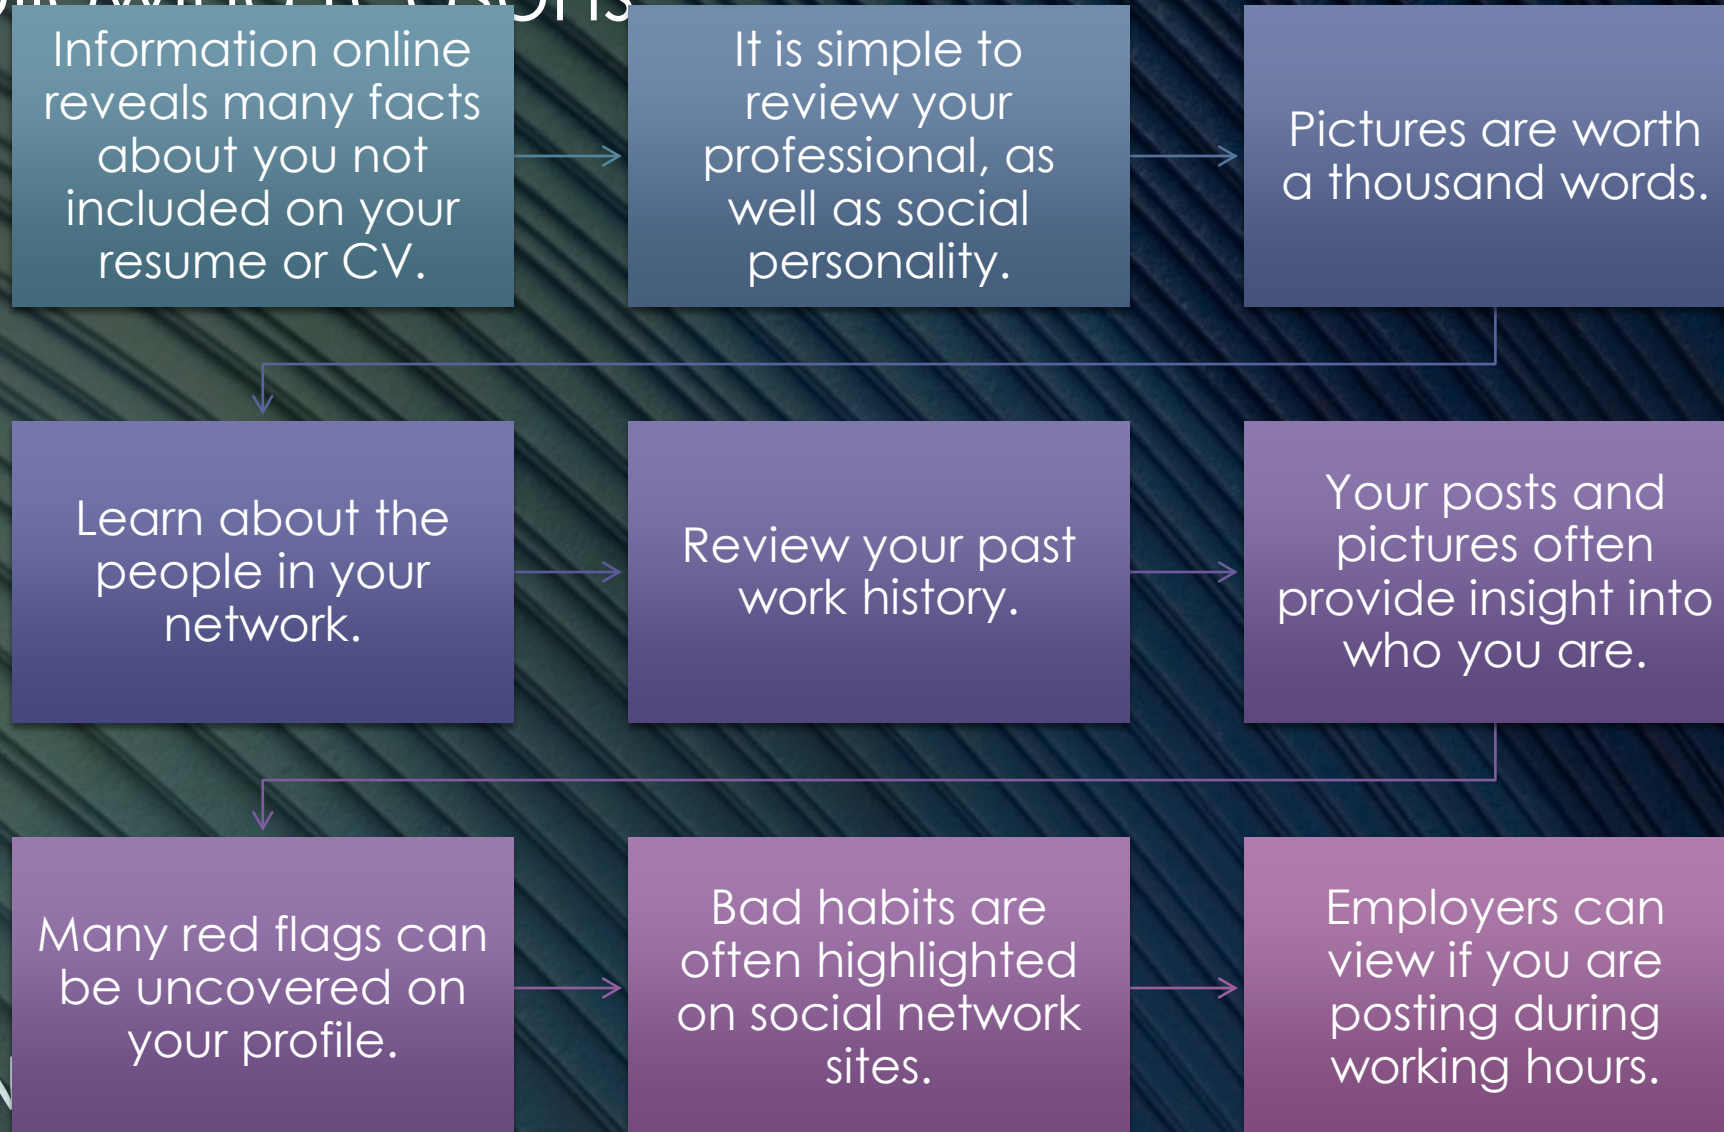 Information online
reveals many facts
about you not
included on your
resume or CV.
It is simple to
review your
professional, as
well as social
personality.
Pictures are worth
a thousand words.
Learn about the
people in your
network.
Review your past
work history.
Your posts and
pictures often
provide insight into
who you are.
Many red flags can
be uncovered on
your profile.
Bad habits are
often highlighted
on social network
sites.
Employers can
view if you are
posting during
working hours.